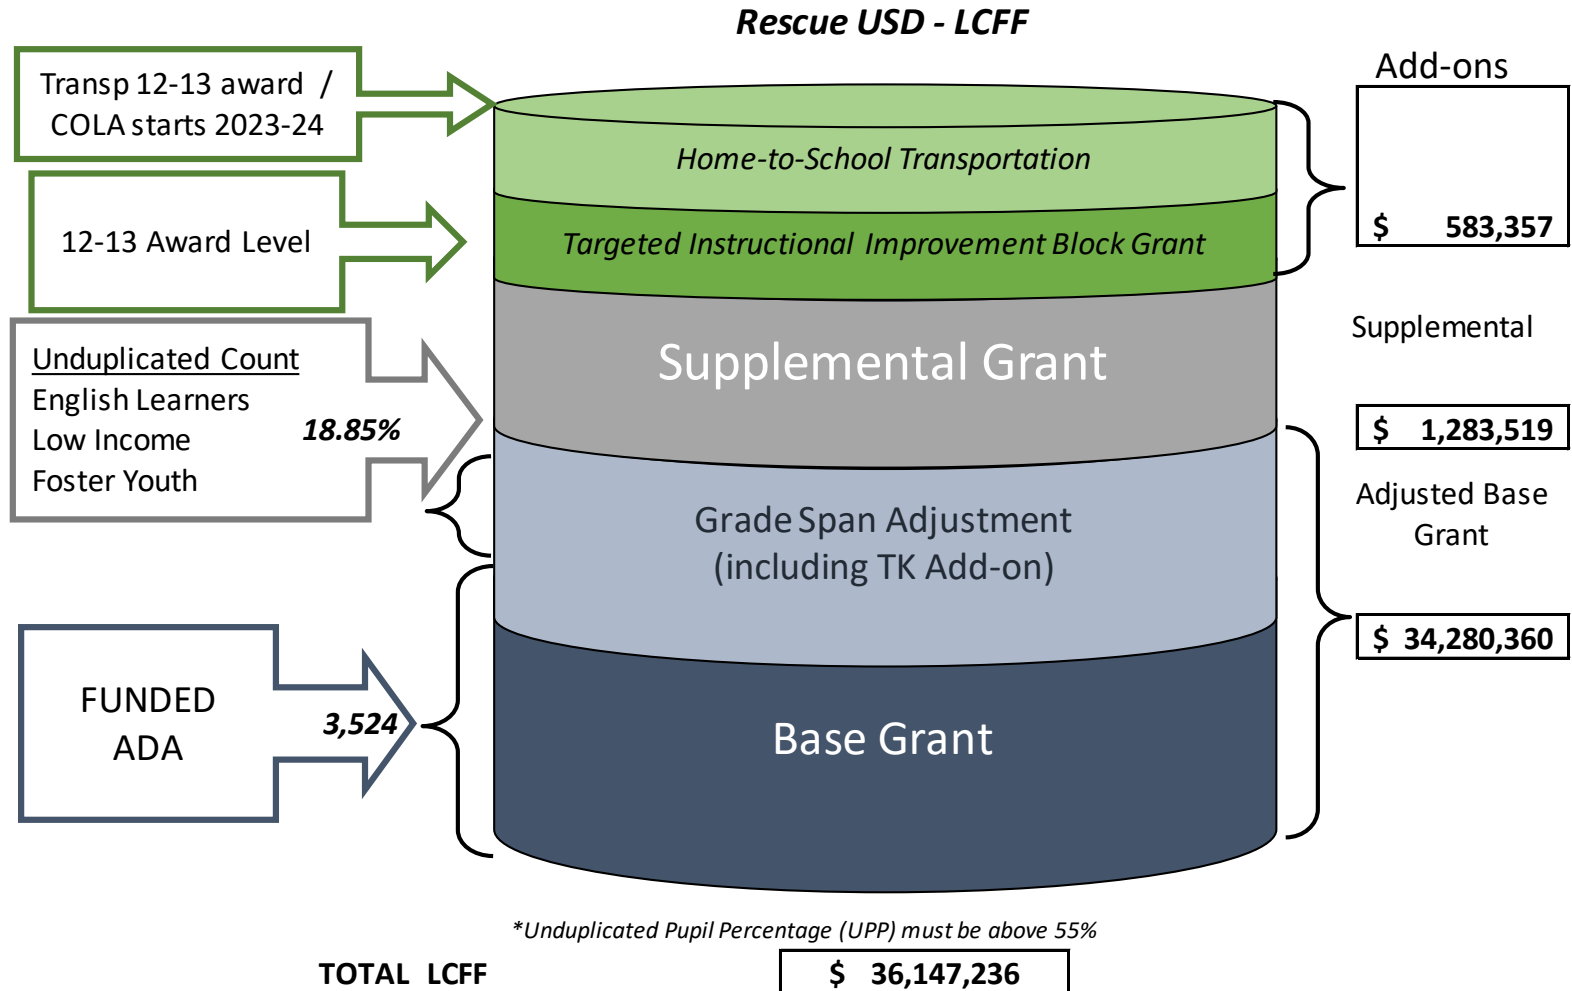 Rescue USD - LCFF
Transp 12-13 award /
COLA starts 2023-24
Add-ons
Home-to-School Transportation
$ 583,357
12-13 Award Level
Targeted Instructional Improvement Block Grant
Supplemental
Unduplicated Count
English Learners
Low Income
Foster Youth
18.85%
Supplemental Grant
$ 1,283,519
Adjusted Base
Grant
Grade Span Adjustment
(including TK Add-on)
$ 34,280,360
FUNDED
ADA
3,524
Base Grant
*Unduplicated Pupil Percentage (UPP) must be above 55%
TOTAL LCFF
$ 36,147,236